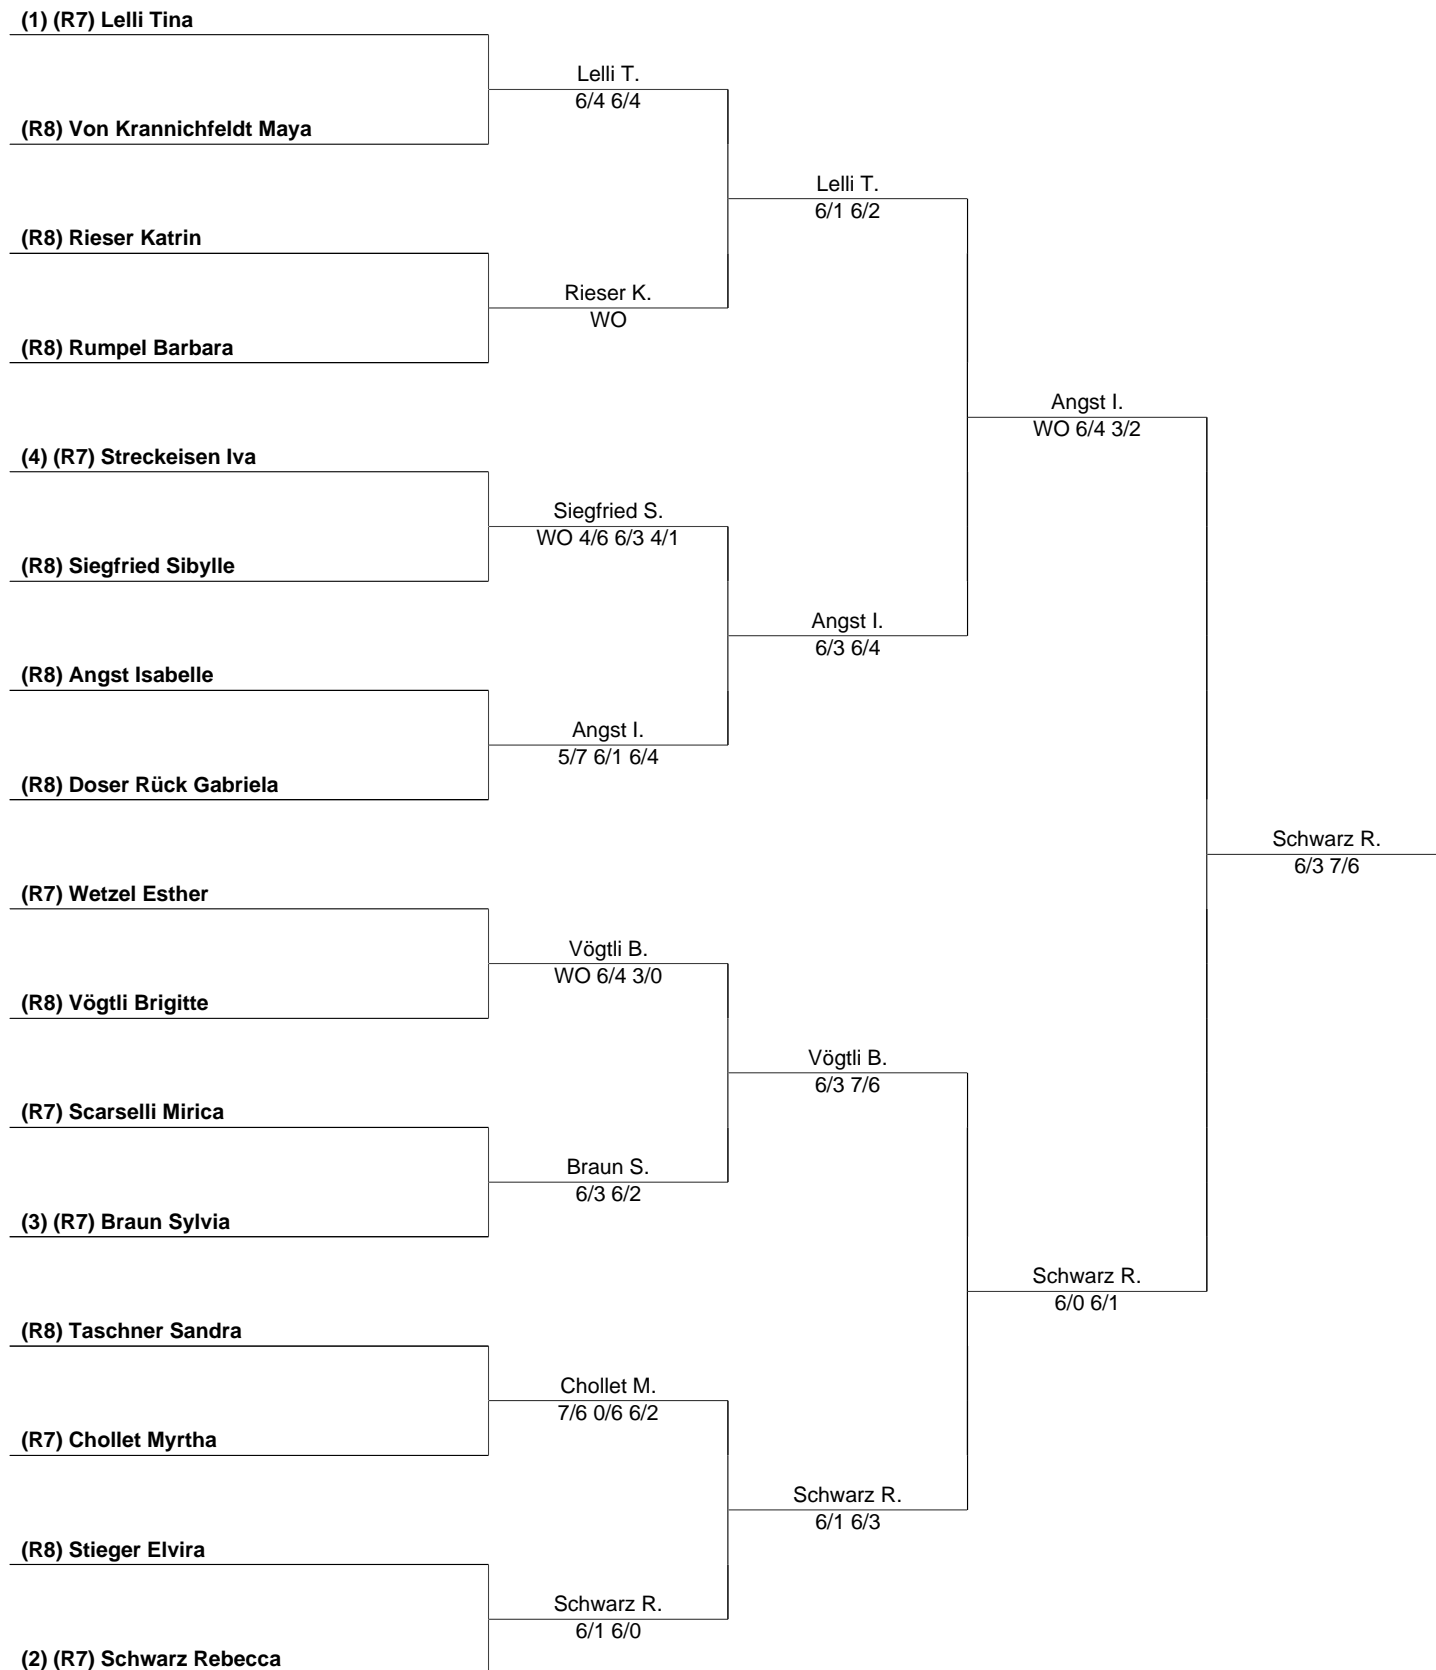 (1) (R7) Lelli Tina
Lelli T.
6/4 6/4
(R8) Von Krannichfeldt Maya
Lelli T.
6/1 6/2
(R8) Rieser Katrin
Rieser K.
WO
(R8) Rumpel Barbara
Angst I.
WO 6/4 3/2
(4) (R7) Streckeisen Iva
Siegfried S.
WO 4/6 6/3 4/1
(R8) Siegfried Sibylle
Angst I.
6/3 6/4
(R8) Angst Isabelle
Angst I.
5/7 6/1 6/4
(R8) Doser Rück Gabriela
Schwarz R.
6/3 7/6
(R7) Wetzel Esther
Vögtli B.
WO 6/4 3/0
(R8) Vögtli Brigitte
Vögtli B.
6/3 7/6
(R7) Scarselli Mirica
Braun S.
6/3 6/2
(3) (R7) Braun Sylvia
Schwarz R.
6/0 6/1
(R8) Taschner Sandra
Chollet M.
7/6 0/6 6/2
(R7) Chollet Myrtha
Schwarz R.
6/1 6/3
(R8) Stieger Elvira
Schwarz R.
6/1 6/0
(2) (R7) Schwarz Rebecca